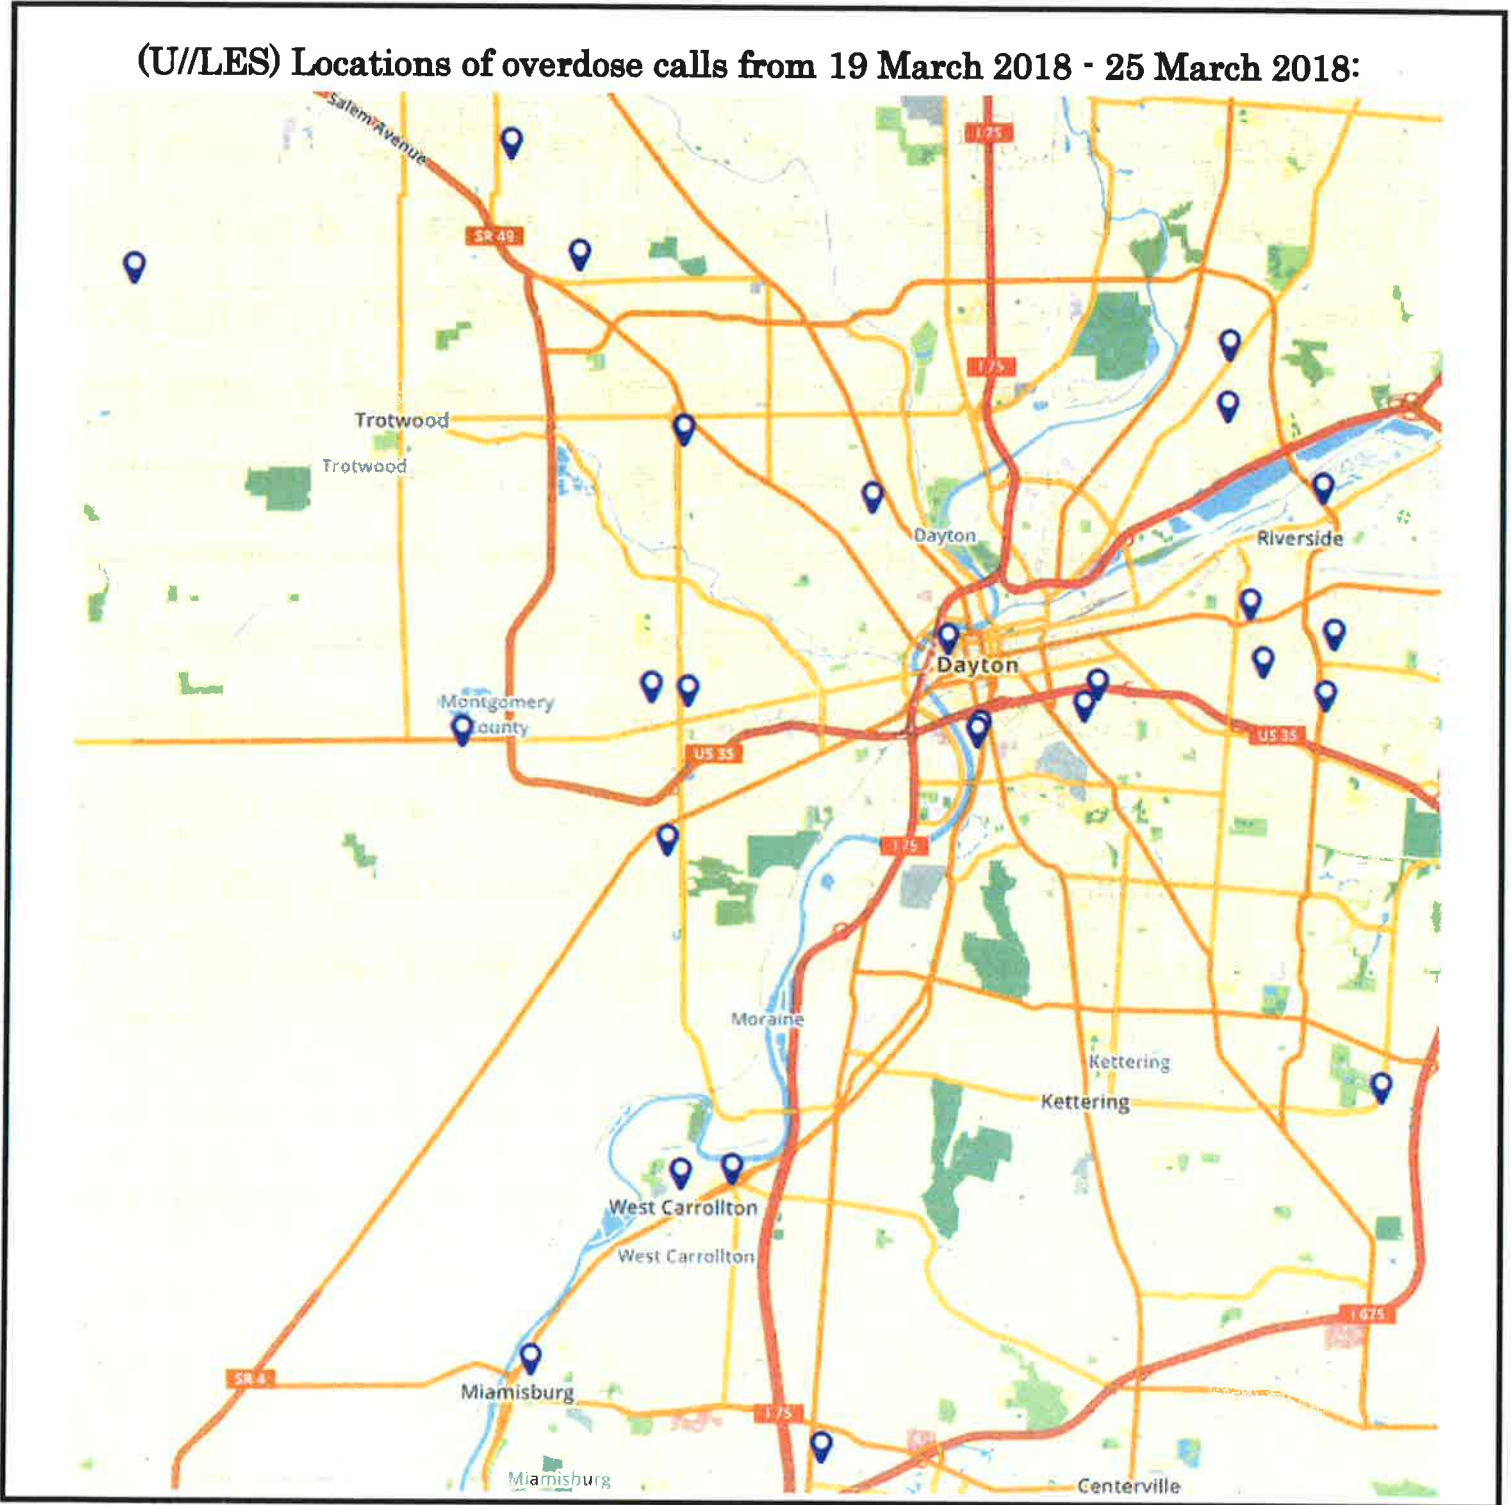 (U//LES) Locations of overdose calls from 19 March 2018 - 25 March 2018:
Salem Avenue
I 75
SR 49
I 75
Trotwood
Trotwood
Dayton
Riverside
Dayton
Montgomery
County
US 35
US 35
I 75
Moraine
Kettering
Kettering
West Carrollton
West Carrollton
I 675
SR 4
Miamisburg
I 75
Miamisburg
Centerville